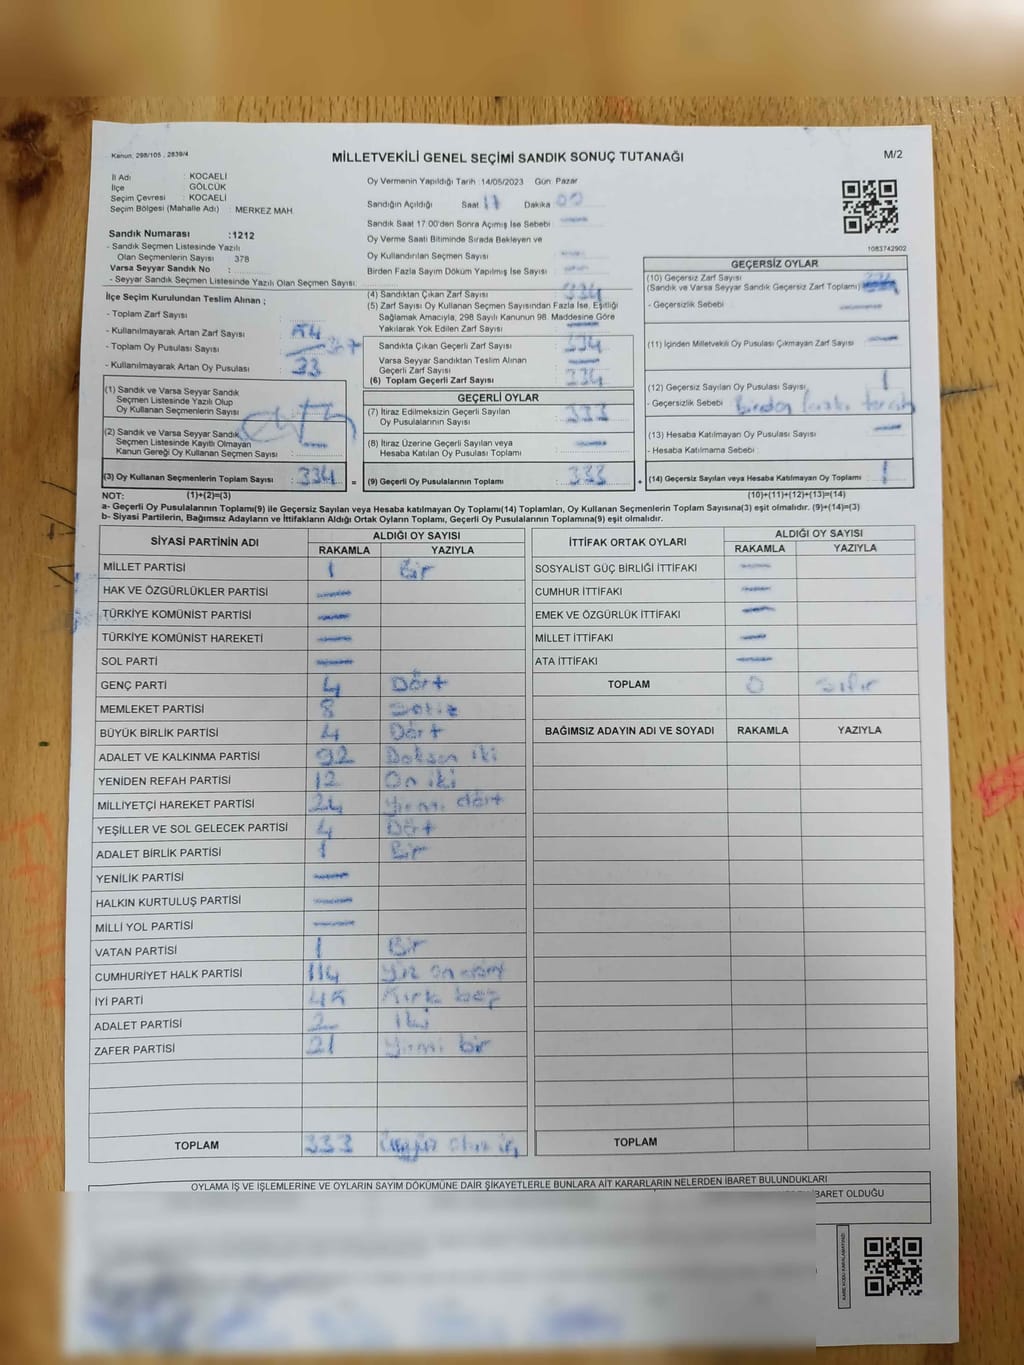 Kanun: 298/105 , 2839/4
MİLLETVEKİLİ GENEL SEÇİMİ SANDIK SONUÇ TUTANAĞI
M/2
İl Adı : KOCAELİ
İlçe : GÖLCÜK
Seçim Çevresi : KOCAELİ
Seçim Bölgesi (Mahalle Adı) : MERKEZ MAH
Sandık Numarası :1212
- Sandık Seçmen Listesinde Yazılı
Olan Seçmenlerin Sayısı : 378
Varsa Seyyar Sandık No :
- Seyyar Sandık Seçmen Listesinde Yazılı Olan Seçmen Sayısı:
Oy Vermenin Yapıldığı Tarih :14/05/2023 Gün: Pazar
Sandığın Açıldığı Saat 17 Dakika 00
Sandık Saat 17:00'den Sonra Açımış İse Sebebi
Oy Verme Saati Bitiminde Sırada Bekleyen ve
Oy Kullandırılan Seçmen Sayısı
Birden Fazla Sayım Döküm Yapılmış İse Sayısı
1083742902
İlçe Seçim Kurulundan Teslim Alınan ;
- Toplam Zarf Sayısı :
- Kullanılmayarak Artan Zarf Sayısı : 54
- Toplam Oy Pusulası Sayısı : 367
- Kullanılmayarak Artan Oy Pusulası : 33
(4) Sandıktan Çıkan Zarf Sayısı : 334
(5) Zarf Sayısı Oy Kullanan Seçmen Sayısından Fazla İse, Eşitliği
Sağlamak Amacıyla, 298 Sayılı Kanunun 98. Maddesine Göre
Yakılarak Yok Edilen Zarf Sayısı :
Sandıkta Çıkan Geçerli Zarf Sayısı : 334
Varsa Seyyar Sandıktan Teslim Alınan
Geçerli Zarf Sayısı :
(6) Toplam Geçerli Zarf Sayısı : 334
GEÇERSİZ OYLAR
(10) Geçersiz Zarf Sayısı
(Sandık ve Varsa Seyyar Sandık Geçersiz Zarf Toplamı) :
- Geçersizlik Sebebi :
(11) İçinden Milletvekili Oy Pusulası Çıkmayan Zarf Sayısı :
(12) Geçersiz Sayılan Oy Pusulası Sayısı : 1
- Geçersizlik Sebebi : Birden fazla tercih
(13) Hesaba Katılmayan Oy Pusulası Sayısı :
- Hesaba Katılmama Sebebi :
(14) Geçersiz Sayılan veya Hesaba Katılmayan Oy Toplamı : 1
(1) Sandık ve Varsa Seyyar Sandık
Seçmen Listesinde Yazılı Olup
Oy Kullanan Seçmenlerin Sayısı :
(2) Sandık ve Varsa Seyyar Sandık
Seçmen Listesinde Kayıtlı Olmayan
Kanun Gereği Oy Kullanan Seçmen Sayısı :
(3) Oy Kullanan Seçmenlerin Toplam Sayısı : 334 =
GEÇERLİ OYLAR
(7) İtiraz Edilmeksizin Geçerli Sayılan
Oy Pusulalarının Sayısı : 333
(8) İtiraz Üzerine Geçerli Sayılan veya
Hesaba Katılan Oy Pusulası Toplamı :
(9) Geçerli Oy Pusulalarının Toplamı : 333 +
NOT: (1)+(2)=(3) (10)+(11)+(12)+(13)=(14)
a- Geçerli Oy Pusulalarının Toplamı(9) ile Geçersiz Sayılan veya Hesaba katılmayan Oy Toplamı(14) Toplamları, Oy Kullanan Seçmenlerin Toplam Sayısına(3) eşit olmalıdır. (9)+(14)=(3)
b- Siyasi Partilerin, Bağımsız Adayların ve İttifakların Aldığı Ortak Oyların Toplamı, Geçerli Oy Pusulalarının Toplamına(9) eşit olmalıdır.
SİYASİ PARTİNİN ADI ALDIĞI OY SAYISI
RAKAMLA YAZIYLA
MİLLET PARTİSİ 1 Bir
HAK VE ÖZGÜRLÜKLER PARTİSİ
TÜRKİYE KOMÜNİST PARTİSİ
TÜRKİYE KOMÜNİST HAREKETİ
SOL PARTİ
GENÇ PARTİ 4 Dört
MEMLEKET PARTİSİ 8 Sekiz
BÜYÜK BİRLİK PARTİSİ 4 Dört
ADALET VE KALKINMA PARTİSİ 92 Doksan iki
YENİDEN REFAH PARTİSİ 12 On iki
MİLLİYETÇİ HAREKET PARTİSİ 24 Yirmi dört
YEŞİLLER VE SOL GELECEK PARTİSİ 4 Dört
ADALET BİRLİK PARTİSİ 1 Bir
YENİLİK PARTİSİ
HALKIN KURTULUŞ PARTİSİ
MİLLİ YOL PARTİSİ
VATAN PARTİSİ 1 Bir
CUMHURİYET HALK PARTİSİ 114 Yüz on dört
İYİ PARTİ 45 Kırk beş
ADALET PARTİSİ 2 İki
ZAFER PARTİSİ 21 Yirmi bir
TOPLAM 333 Üçyüz otuz üç
İTTİFAK ORTAK OYLARI ALDIĞI OY SAYISI
RAKAMLA YAZIYLA
SOSYALİST GÜÇ BİRLİĞİ İTTİFAKI
CUMHUR İTTİFAKI
EMEK VE ÖZGÜRLÜK İTTİFAKI
MİLLET İTTİFAKI
ATA İTTİFAKI
TOPLAM 0 Sıfır
BAĞIMSIZ ADAYIN ADI VE SOYADI RAKAMLA YAZIYLA
TOPLAM
OYLAMA İŞ VE İŞLEMLERİNE VE OYLARIN SAYIM DÖKÜMÜNE DAİR ŞİKAYETLERLE BUNLARA AİT KARARLARIN NELERDEN İBARET BULUNDUKLARI
İBARET OLDUĞU